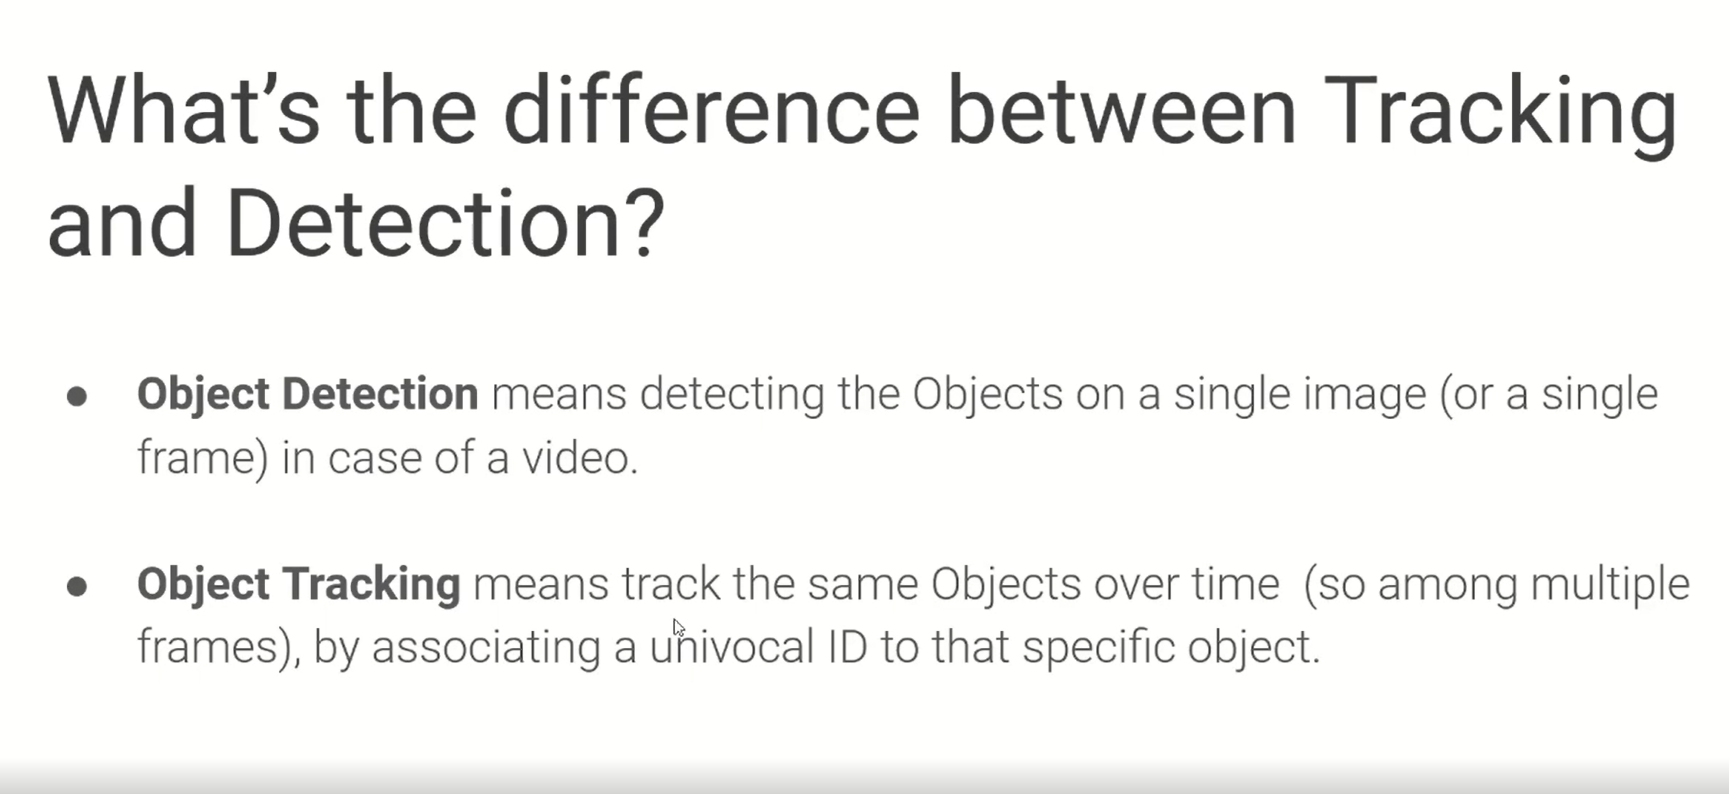 What’s the difference between Tracking
and Detection?
● Object Detection means detecting the Objects on a single image (or a single
frame) in case of a video.
● Object Tracking means track the same Objects over time (so among multiple
frames), by associating a univocal ID to that specific object.